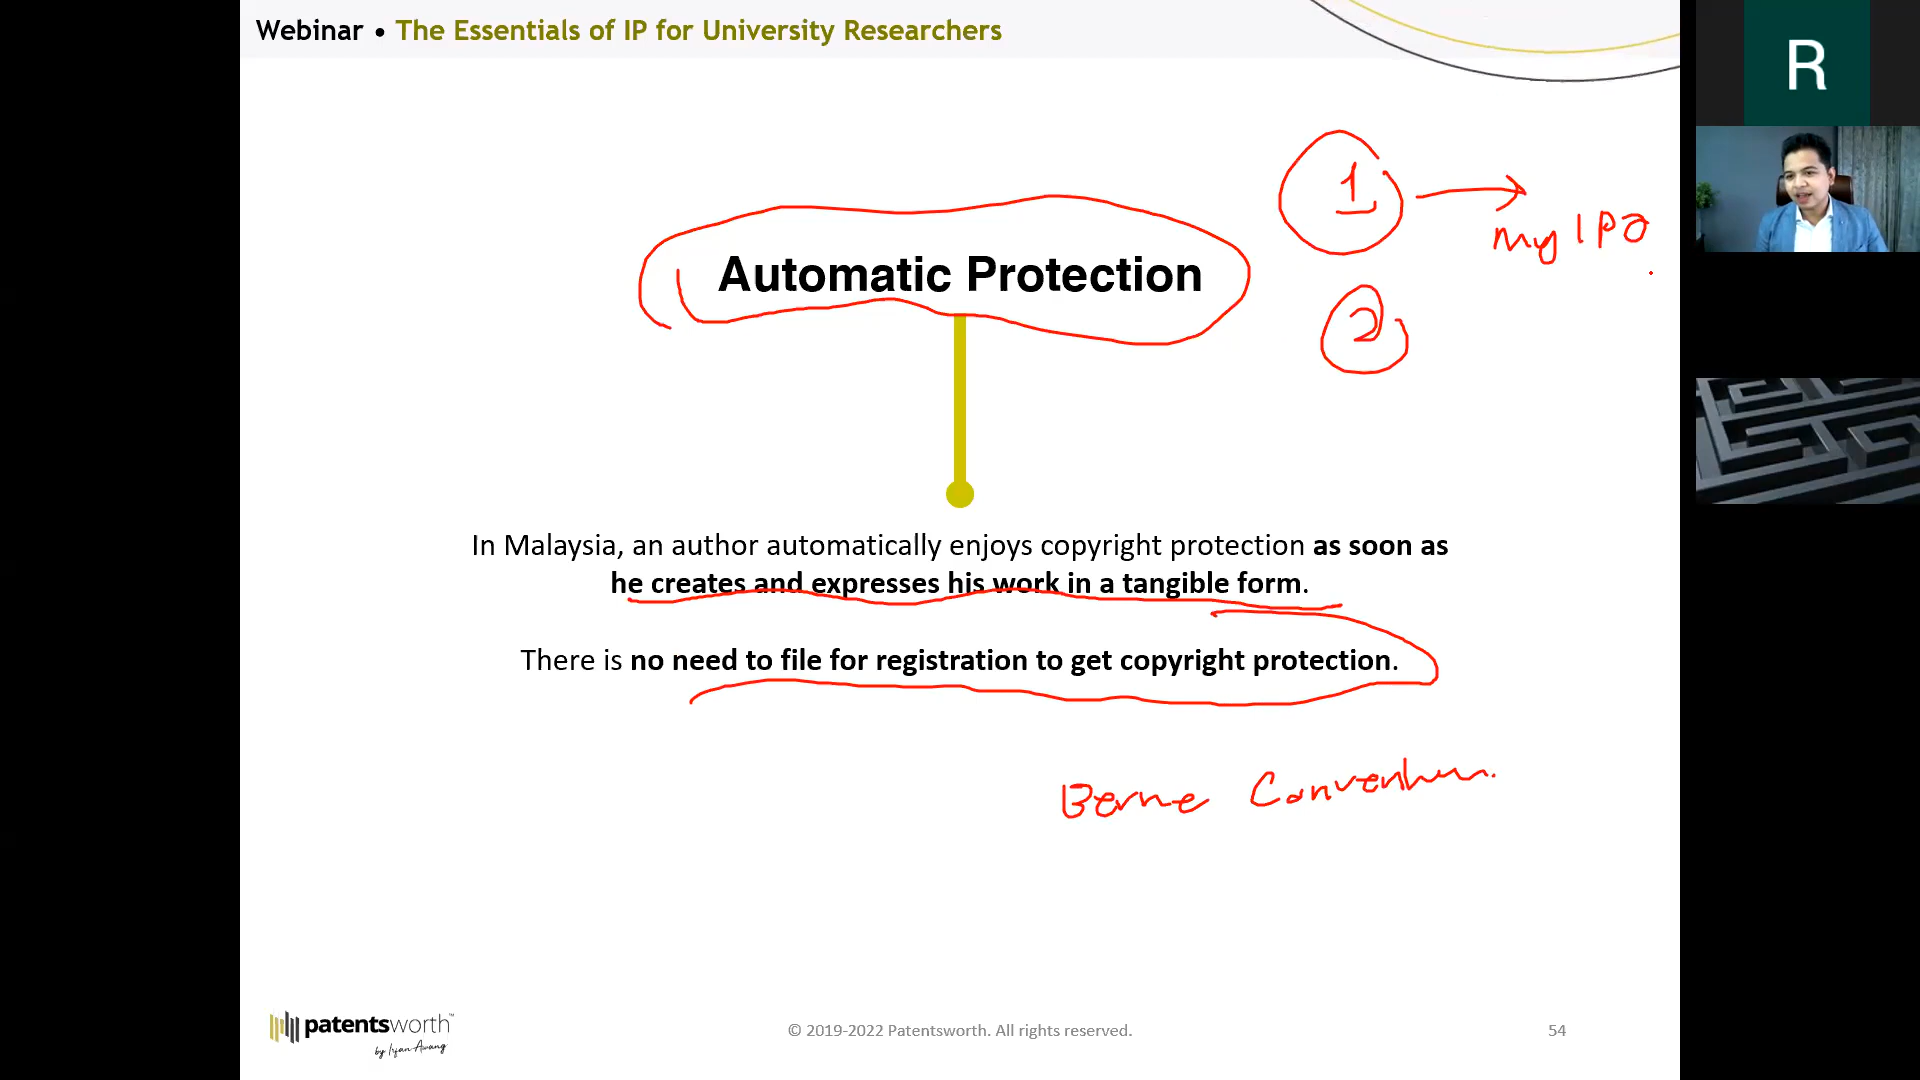 Webinar • The Essentials of IP for University Researchers
R
1
my IPO
Automatic Protection
2
In Malaysia, an author automatically enjoys copyright protection as soon as
he creates and expresses his work in a tangible form.
There is no need to file for registration to get copyright protection.
Berne Convention.
patentsworth™
by Irfan Awang
© 2019-2022 Patentsworth. All rights reserved.
54